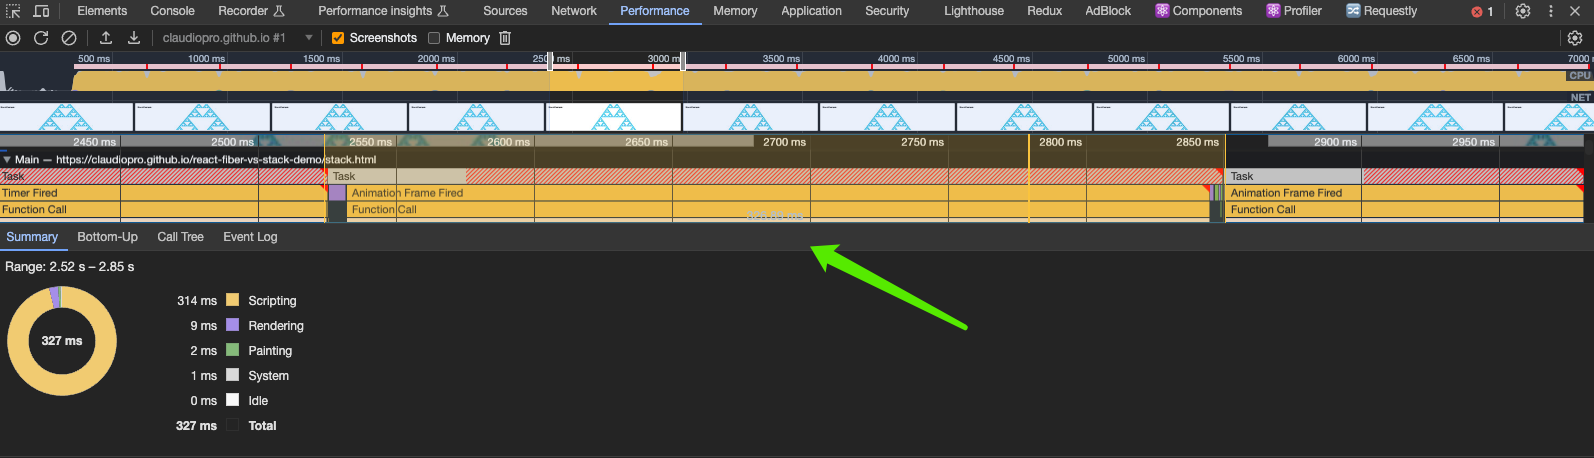 Elements Console Recorder Performance insights Sources Network Performance Memory Application Security Lighthouse Redux AdBlock Components Profiler Requestly 1
claudiopro.github.io #1 Screenshots Memory
500 ms 1000 ms 1500 ms 2000 ms 3000 m 3500 ms 4000 ms 4500 ms 5000 ms 5500 ms 6000 ms 6500 ms 7000
CPU
NET
2450 ms 2500 ms 2550 ms 2600 ms 2650 ms 2700 ms 2750 ms 2800 ms 2850 ms 2900 ms 2950 ms
Main — https://claudiopro.github.io/react-fiber-vs-stack-demo/stack.html
Task Task Task
Timer Fired Animation Frame Fired Animation Frame Fired
Function Call Function Call Function Call
Summary Bottom-Up Call Tree Event Log
Range: 2.52 s – 2.85 s
314 ms Scripting
9 ms Rendering
327 ms
2 ms Painting
1 ms System
0 ms Idle
327 ms Total